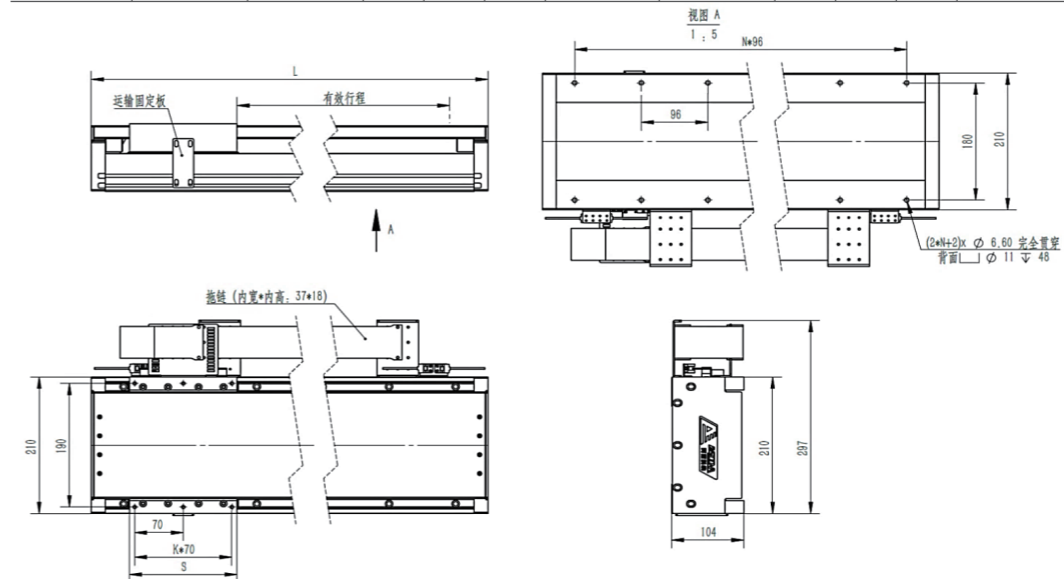 视图 A
1 : 5
N*96
L
运输固定板
有效行程
96
180
210
A
(2*N+2)x Ø 6.60 完全贯穿
背面⌴ Ø 11 ↧ 48
拖链 (内宽*内高: 37*18)
210
190
70
K*70
S
210
297
104